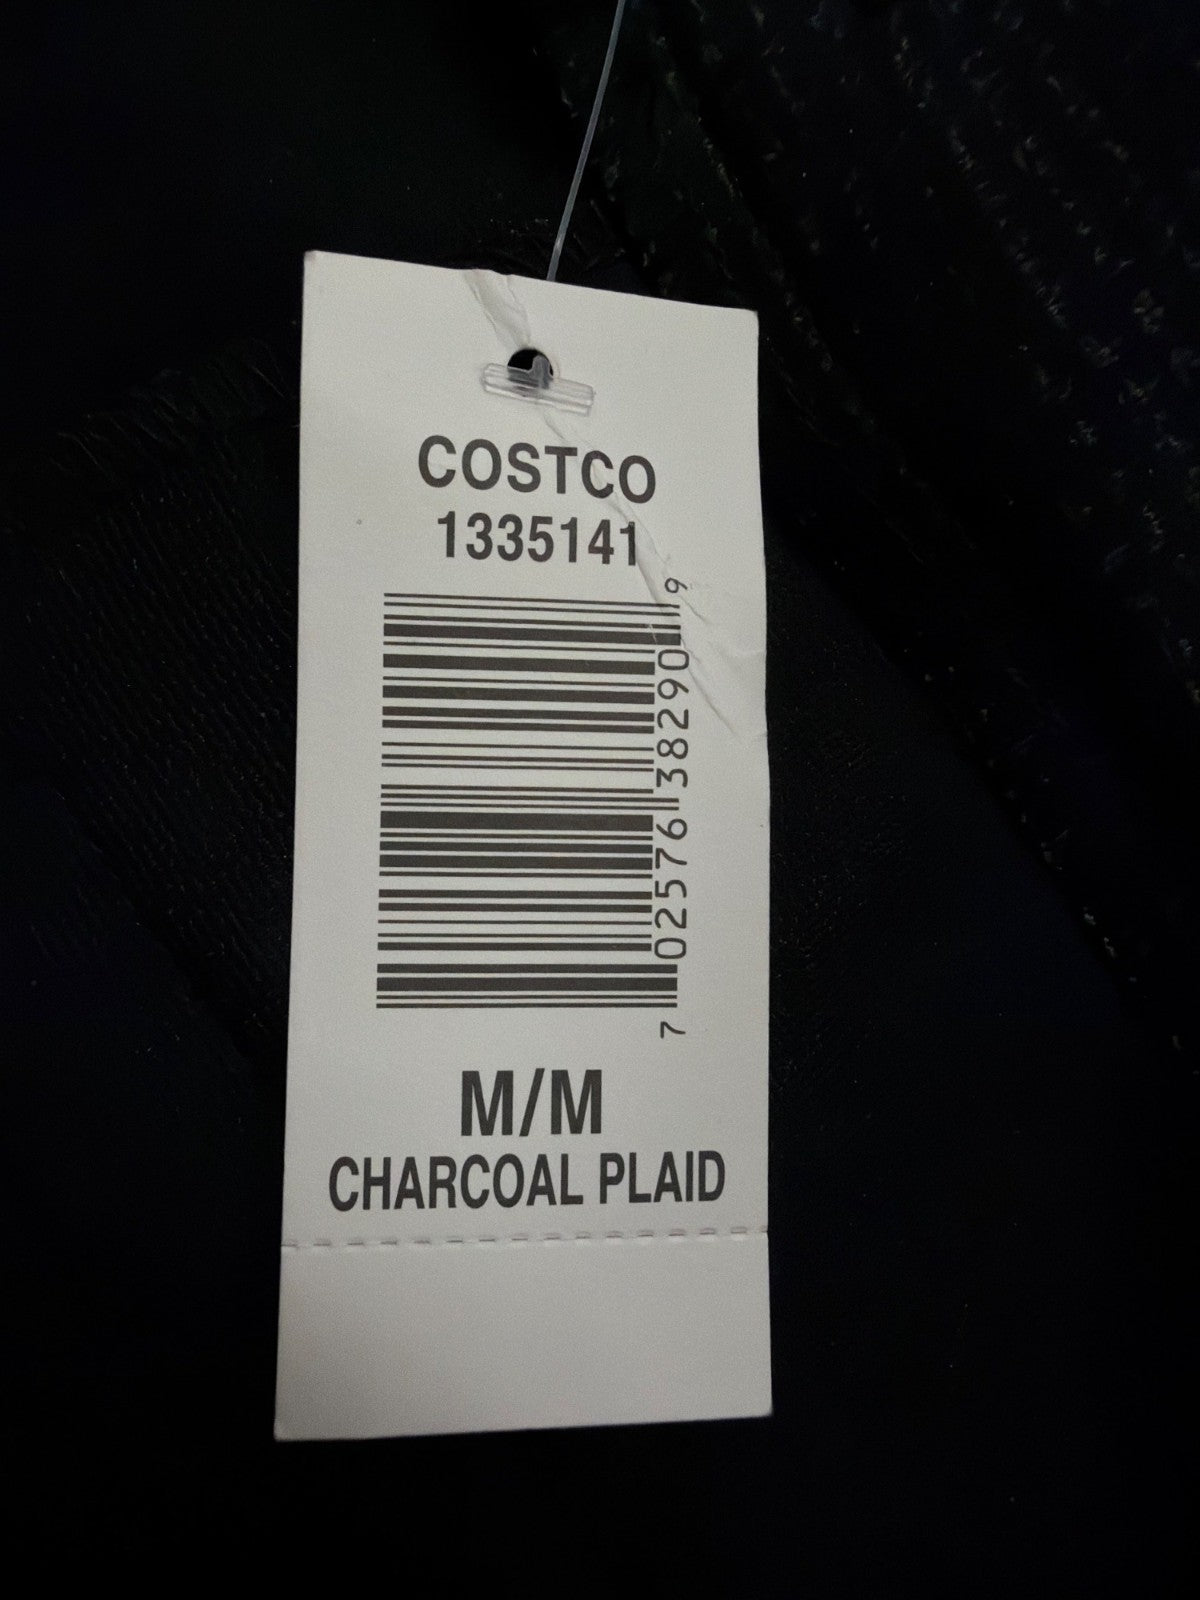 COSTCO
1335141
7 02576 38290 9
M/M
CHARCOAL PLAID